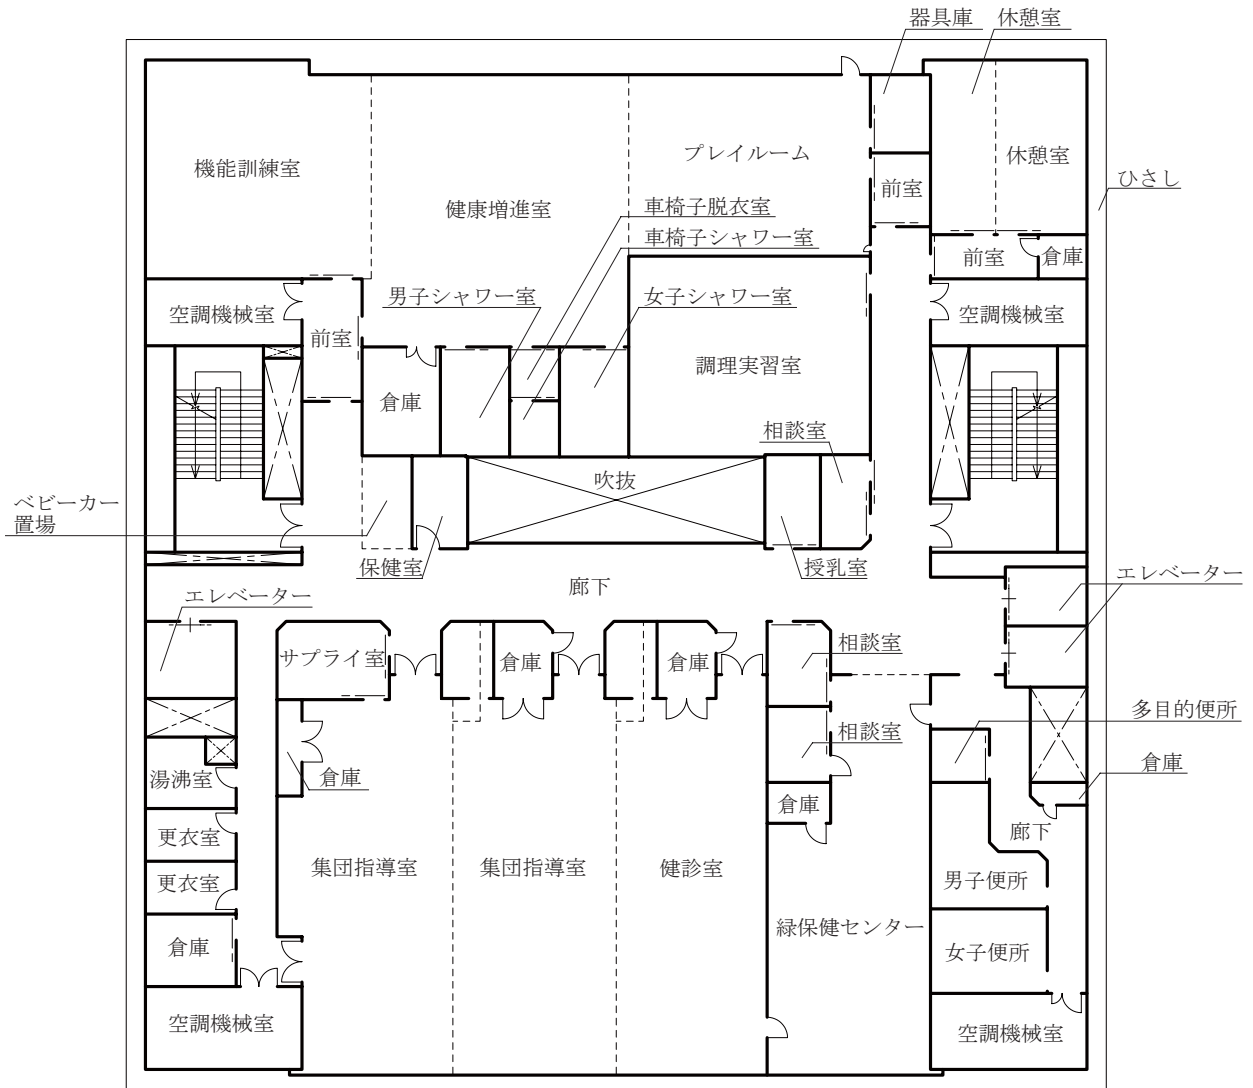 器具庫
休憩室
機能訓練室
プレイルーム
休憩室
ひさし
健康増進室
前室
車椅子脱衣室
車椅子シャワー室
前室
倉庫
男子シャワー室
女子シャワー室
空調機械室
空調機械室
前室
調理実習室
倉庫
相談室
吹抜
ベビーカー
置場
保健室
授乳室
廊下
エレベーター
エレベーター
サプライ室
倉庫
倉庫
相談室
多目的便所
相談室
倉庫
湯沸室
倉庫
倉庫
更衣室
廊下
集団指導室
集団指導室
健診室
更衣室
男子便所
緑保健センター
倉庫
女子便所
空調機械室
空調機械室